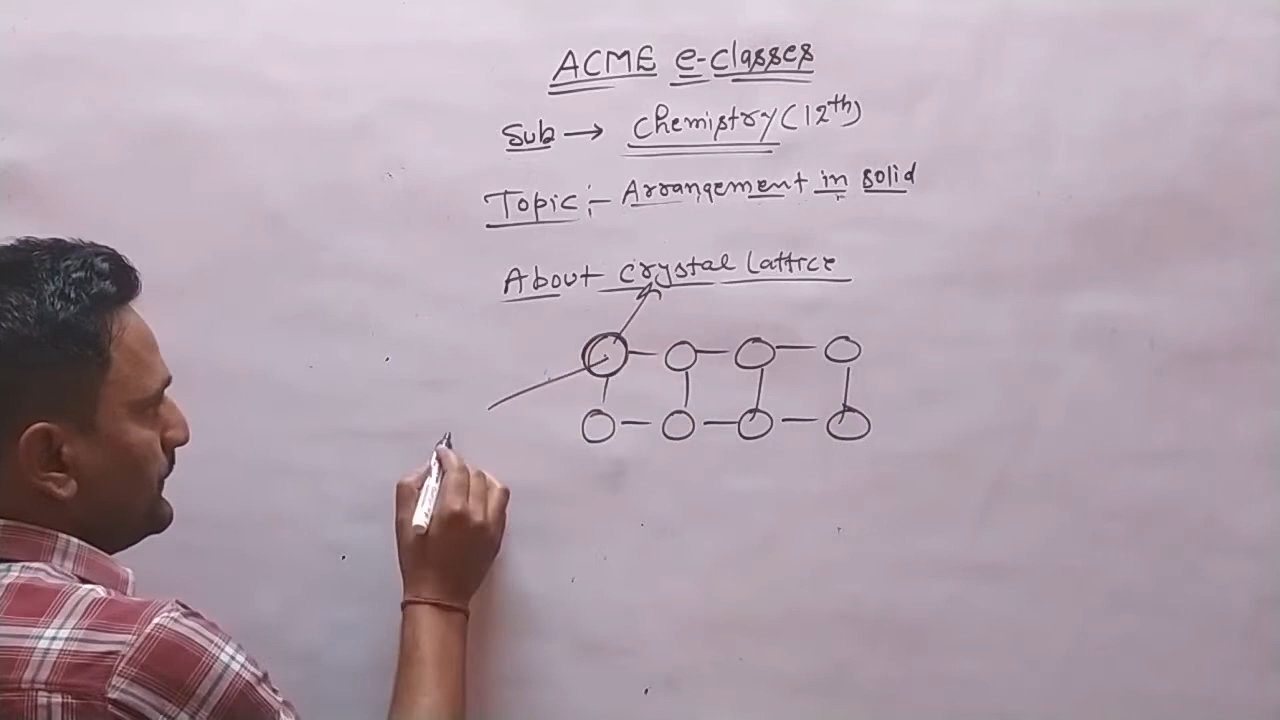 ACME e-classes
Sub → Chemistry (12th)
Topic :- Arrangement in solid
About crystal Lattice